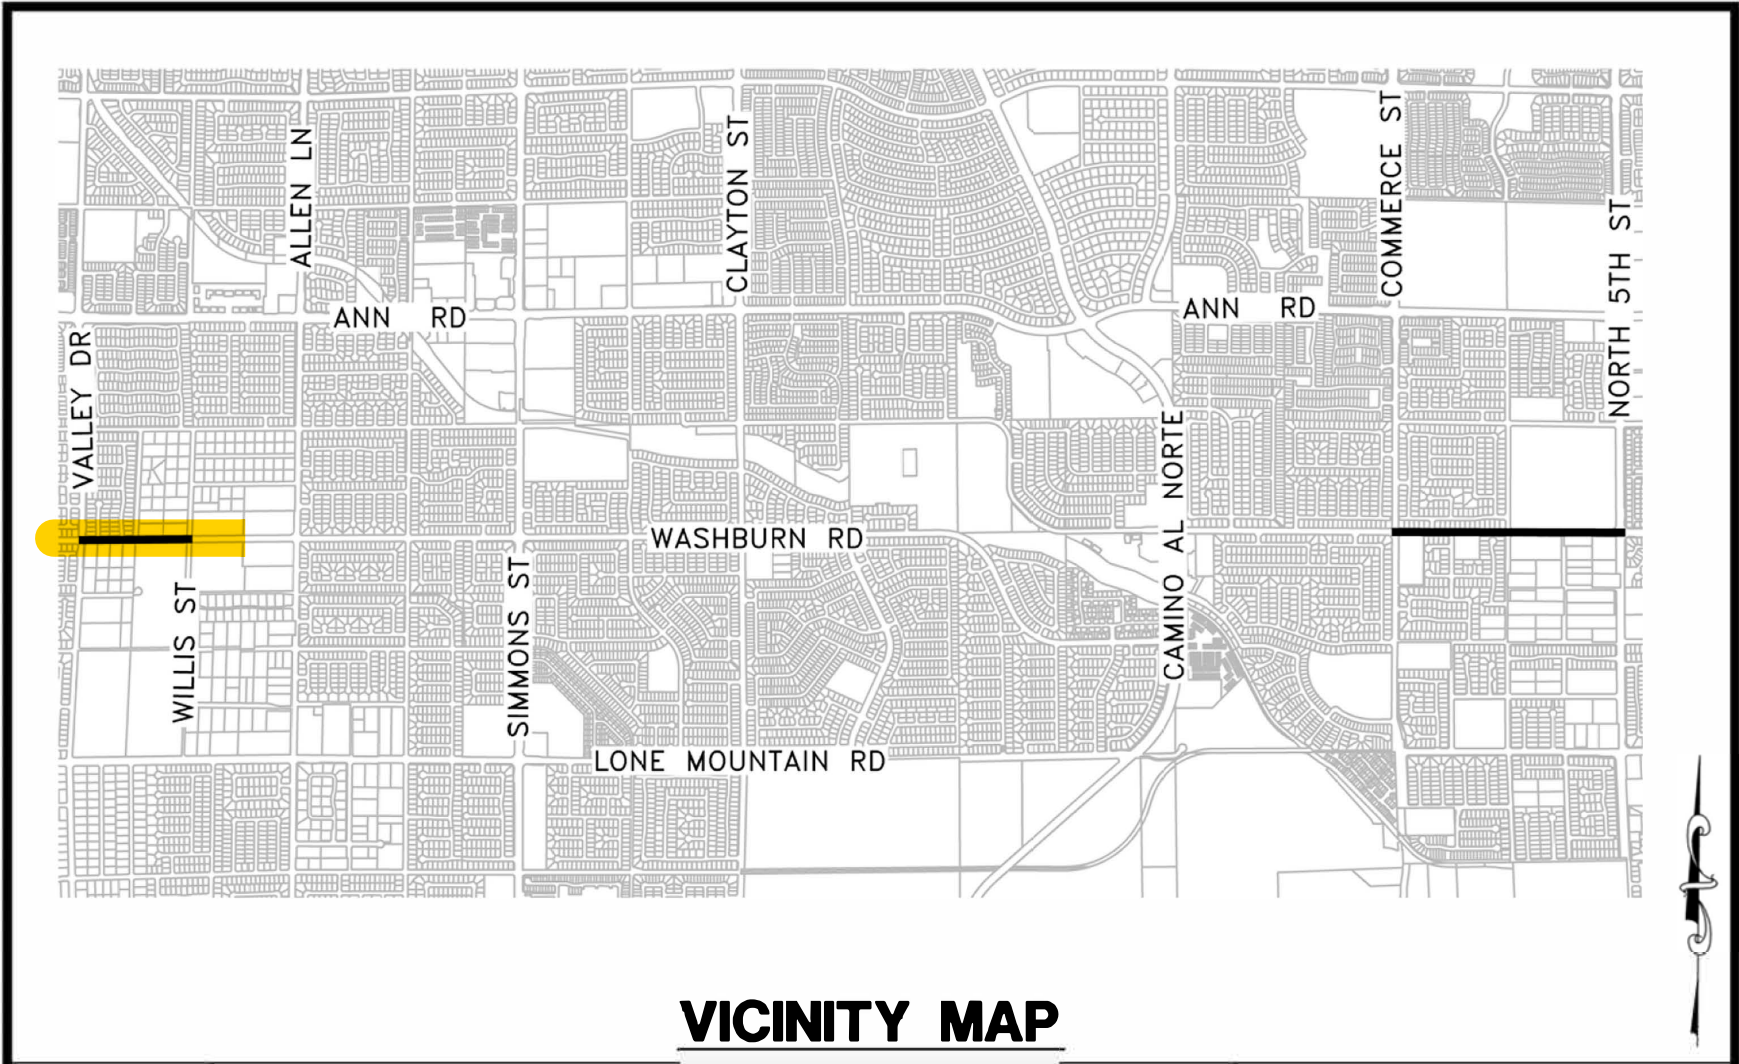 ALLEN LN
CLAYTON ST
COMMERCE ST
NORTH 5TH ST
ANN RD
ANN RD
VALLEY DR
WASHBURN RD
CAMINO AL NORTE
WILLIS ST
SIMMONS ST
LONE MOUNTAIN RD
VICINITY MAP